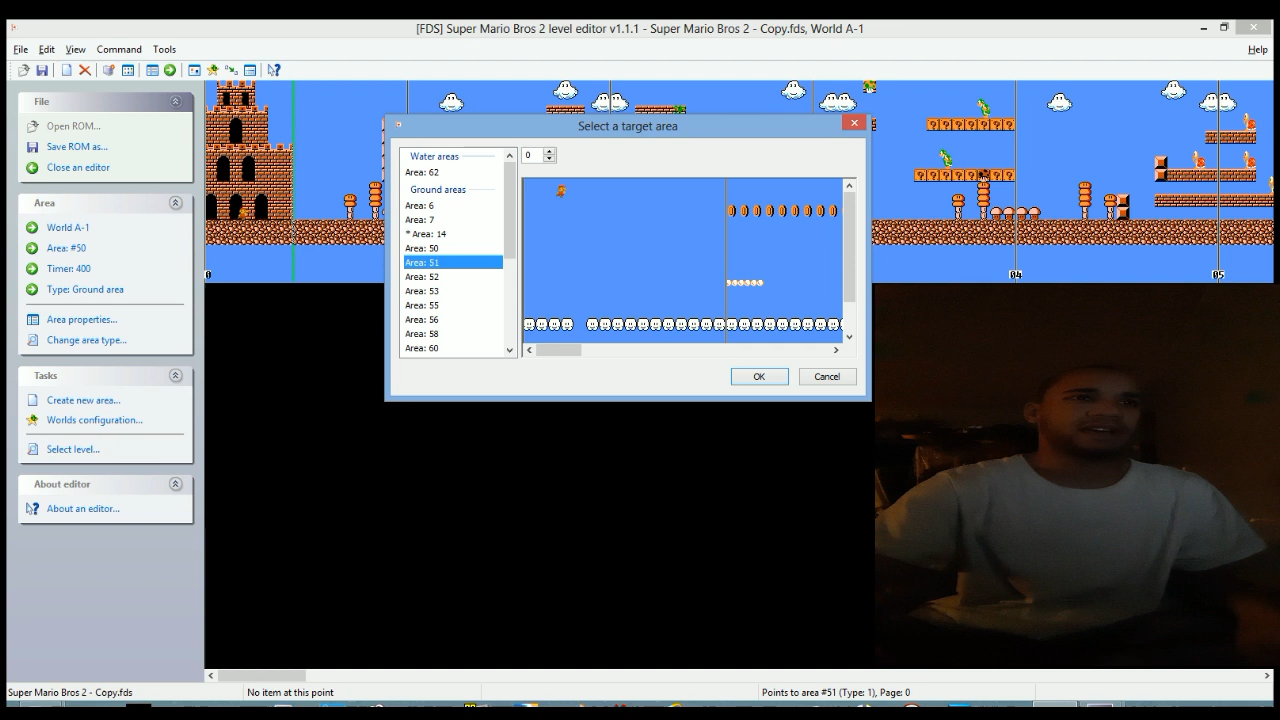 [FDS] Super Mario Bros 2 level editor v1.1.1 - Super Mario Bros 2 - Copy.fds, World A-1
File Edit View Command Tools Help
File
Open ROM...
Save ROM as...
Close an editor
Area
World A-1
Area: #50
Timer: 400
Type: Ground area
Area properties...
Change area type...
Tasks
Create new area...
Worlds configuration...
Select level...
About editor
About an editor...
Select a target area
Water areas
Area: 62
Ground areas
Area: 6
Area: 7
* Area: 14
Area: 50
Area: 51
Area: 52
Area: 53
Area: 55
Area: 56
Area: 58
Area: 60
0
OK Cancel
0 04 05
Super Mario Bros 2 - Copy.fds No item at this point Points to area #51 (Type: 1), Page: 0